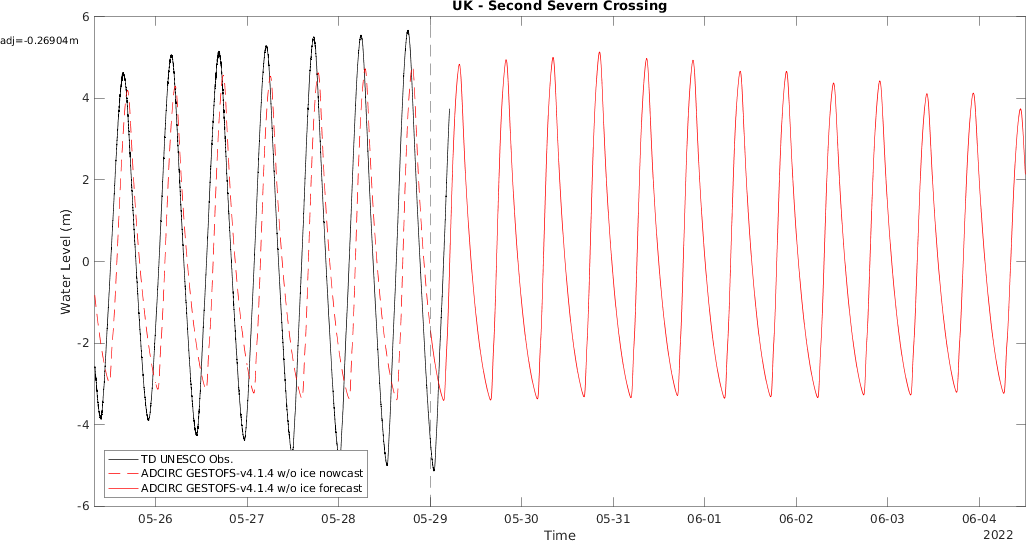 UK - Second Severn Crossing
adj=-0.26904m
6
4
2
0
-2
-4
-6
Water Level (m)
TD UNESCO Obs.
ADCIRC GESTOFS-v4.1.4 w/o ice nowcast
ADCIRC GESTOFS-v4.1.4 w/o ice forecast
05-26 05-27 05-28 05-29 05-30 05-31 06-01 06-02 06-03 06-04
Time
2022